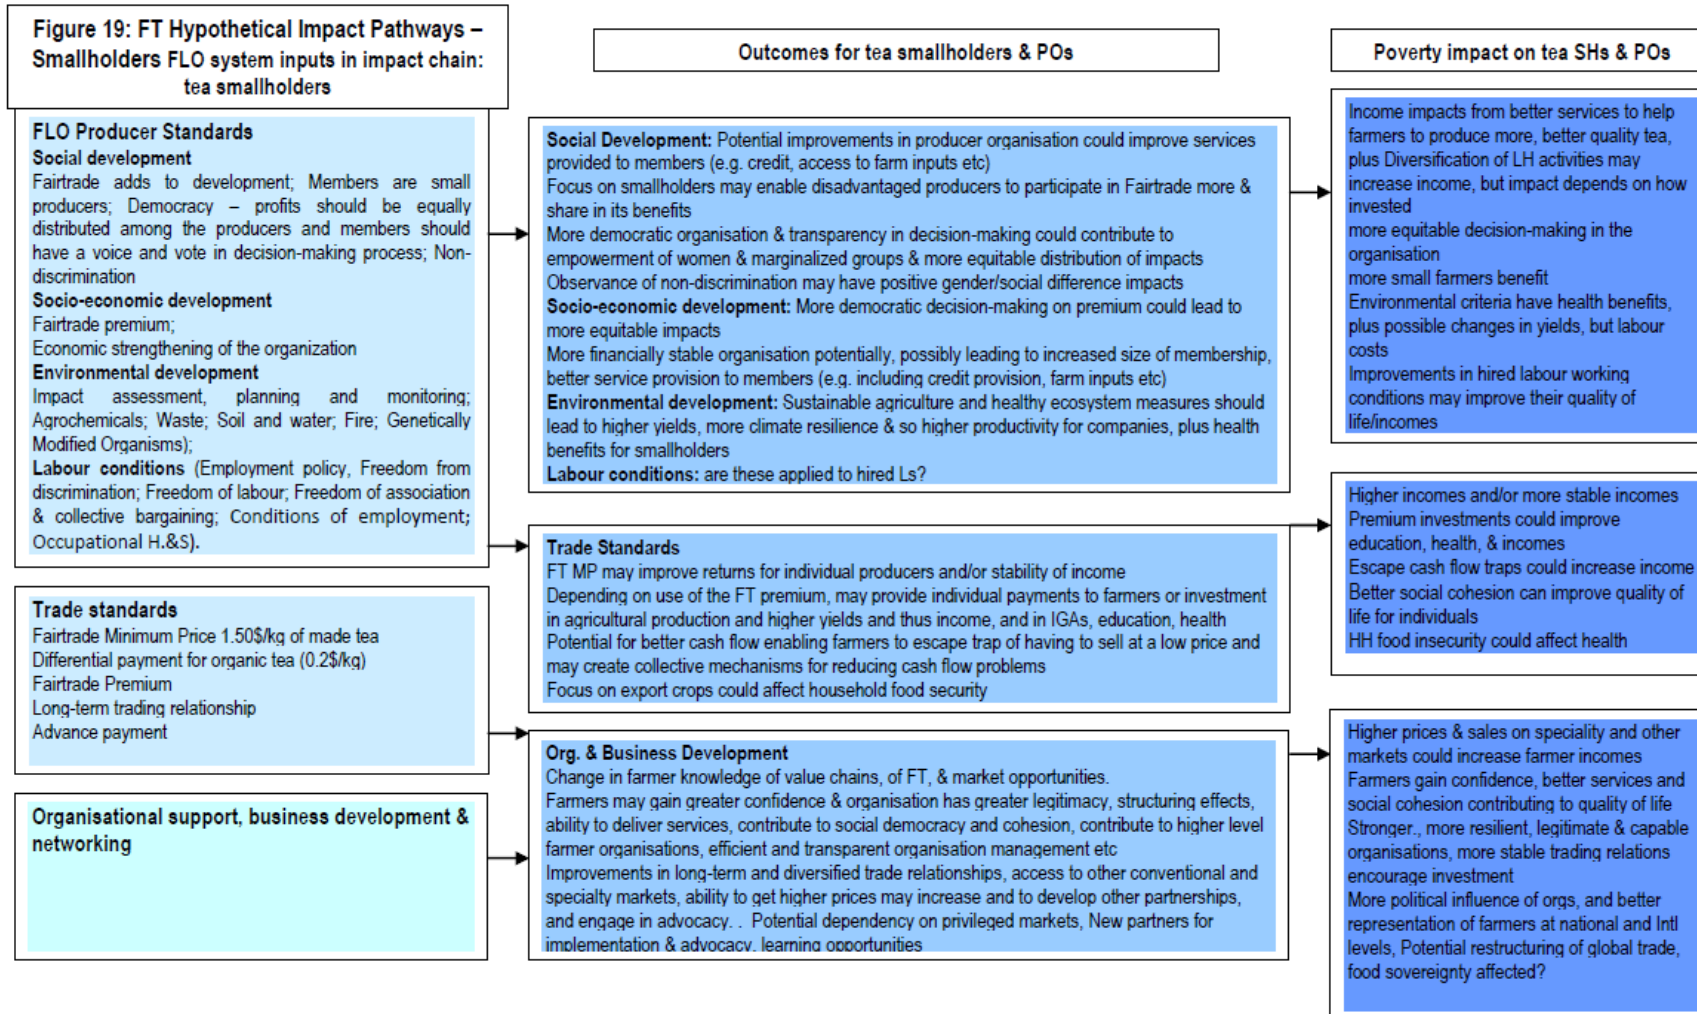 Figure 19: FT Hypothetical Impact Pathways –
Smallholders FLO system inputs in impact chain:
tea smallholders
Outcomes for tea smallholders & POs
Poverty impact on tea SHs & POs
FLO Producer Standards
Social development
Fairtrade adds to development; Members are small
producers; Democracy – profits should be equally
distributed among the producers and members should
have a voice and vote in decision-making process; Non-
discrimination
Socio-economic development
Fairtrade premium;
Economic strengthening of the organization
Environmental development
Impact assessment, planning and monitoring;
Agrochemicals; Waste; Soil and water; Fire; Genetically
Modified Organisms);
Labour conditions (Employment policy, Freedom from
discrimination; Freedom of labour; Freedom of association
& collective bargaining; Conditions of employment;
Occupational H.&S).
Trade standards
Fairtrade Minimum Price 1.50$/kg of made tea
Differential payment for organic tea (0.2$/kg)
Fairtrade Premium
Long-term trading relationship
Advance payment
Organisational support, business development &
networking
Social Development: Potential improvements in producer organisation could improve services
provided to members (e.g. credit, access to farm inputs etc)
Focus on smallholders may enable disadvantaged producers to participate in Fairtrade more &
share in its benefits
More democratic organisation & transparency in decision-making could contribute to
empowerment of women & marginalized groups & more equitable distribution of impacts
Observance of non-discrimination may have positive gender/social difference impacts
Socio-economic development: More democratic decision-making on premium could lead to
more equitable impacts
More financially stable organisation potentially, possibly leading to increased size of membership,
better service provision to members (e.g. including credit provision, farm inputs etc)
Environmental development: Sustainable agriculture and healthy ecosystem measures should
lead to higher yields, more climate resilience & so higher productivity for companies, plus health
benefits for smallholders
Labour conditions: are these applied to hired Ls?
Trade Standards
FT MP may improve returns for individual producers and/or stability of income
Depending on use of the FT premium, may provide individual payments to farmers or investment
in agricultural production and higher yields and thus income, and in IGAs, education, health
Potential for better cash flow enabling farmers to escape trap of having to sell at a low price and
may create collective mechanisms for reducing cash flow problems
Focus on export crops could affect household food security
Org. & Business Development
Change in farmer knowledge of value chains, of FT, & market opportunities.
Farmers may gain greater confidence & organisation has greater legitimacy, structuring effects,
ability to deliver services, contribute to social democracy and cohesion, contribute to higher level
farmer organisations, efficient and transparent organisation management etc
Improvements in long-term and diversified trade relationships, access to other conventional and
specialty markets, ability to get higher prices may increase and to develop other partnerships,
and engage in advocacy. . Potential dependency on privileged markets, New partners for
implementation & advocacy, learning opportunities
Income impacts from better services to help
farmers to produce more, better quality tea,
plus Diversification of LH activities may
increase income, but impact depends on how
invested
more equitable decision-making in the
organisation
more small farmers benefit
Environmental criteria have health benefits,
plus possible changes in yields, but labour
costs
Improvements in hired labour working
conditions may improve their quality of
life/incomes
Higher incomes and/or more stable incomes
Premium investments could improve
education, health, & incomes
Escape cash flow traps could increase income
Better social cohesion can improve quality of
life for individuals
HH food insecurity could affect health
Higher prices & sales on speciality and other
markets could increase farmer incomes
Farmers gain confidence, better services and
social cohesion contributing to quality of life
Stronger., more resilient, legitimate & capable
organisations, more stable trading relations
encourage investment
More political influence of orgs, and better
representation of farmers at national and Intl
levels, Potential restructuring of global trade,
food sovereignty affected?